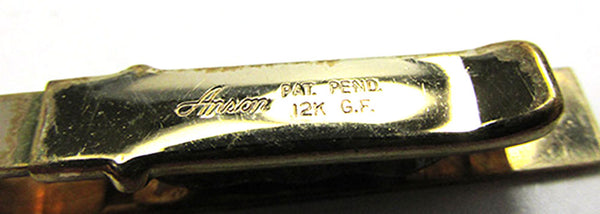 Anson PAT. PEND.
12K G.F.